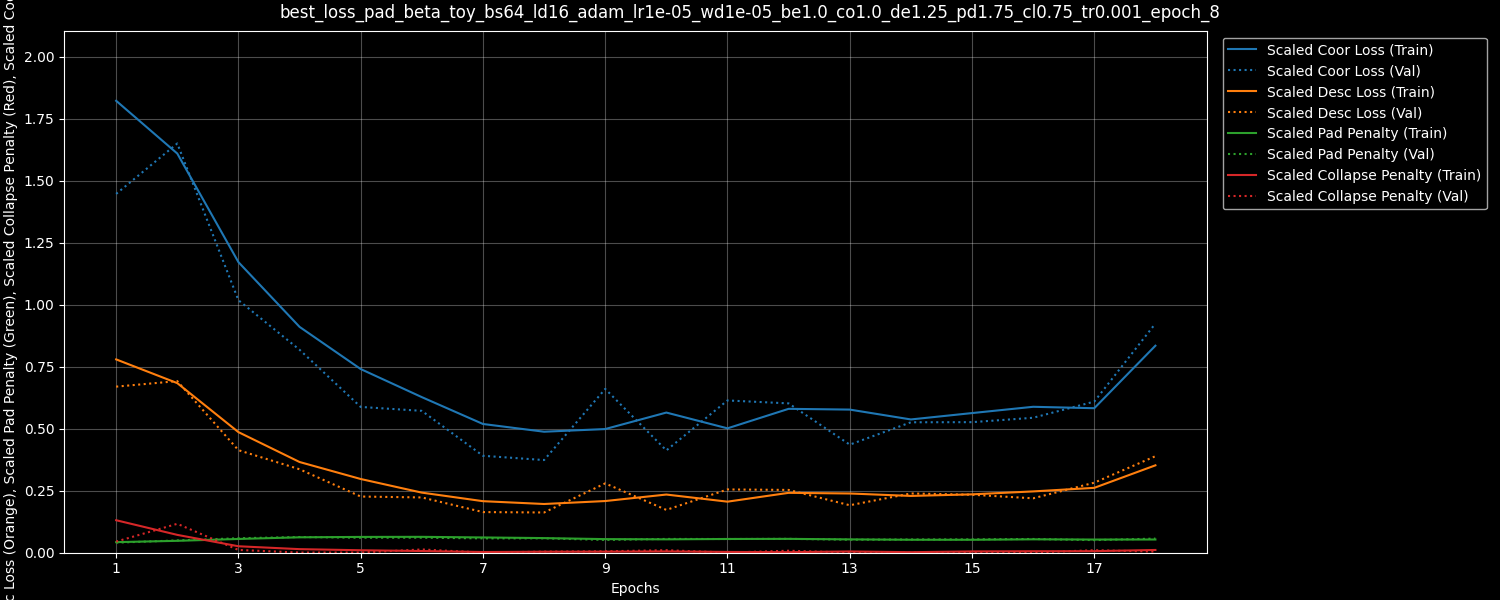 best_loss_pad_beta_toy_bs64_ld16_adam_lr1e-05_wd1e-05_be1.0_co1.0_de1.25_pd1.75_cl0.75_tr0.001_epoch_8
c Loss (Orange), Scaled Pad Penalty (Green), Scaled Collapse Penalty (Red), Scaled Coo
2.00
1.75
1.50
1.25
1.00
0.75
0.50
0.25
0.00
1 3 5 7 9 11 13 15 17
Epochs
Scaled Coor Loss (Train)
Scaled Coor Loss (Val)
Scaled Desc Loss (Train)
Scaled Desc Loss (Val)
Scaled Pad Penalty (Train)
Scaled Pad Penalty (Val)
Scaled Collapse Penalty (Train)
Scaled Collapse Penalty (Val)